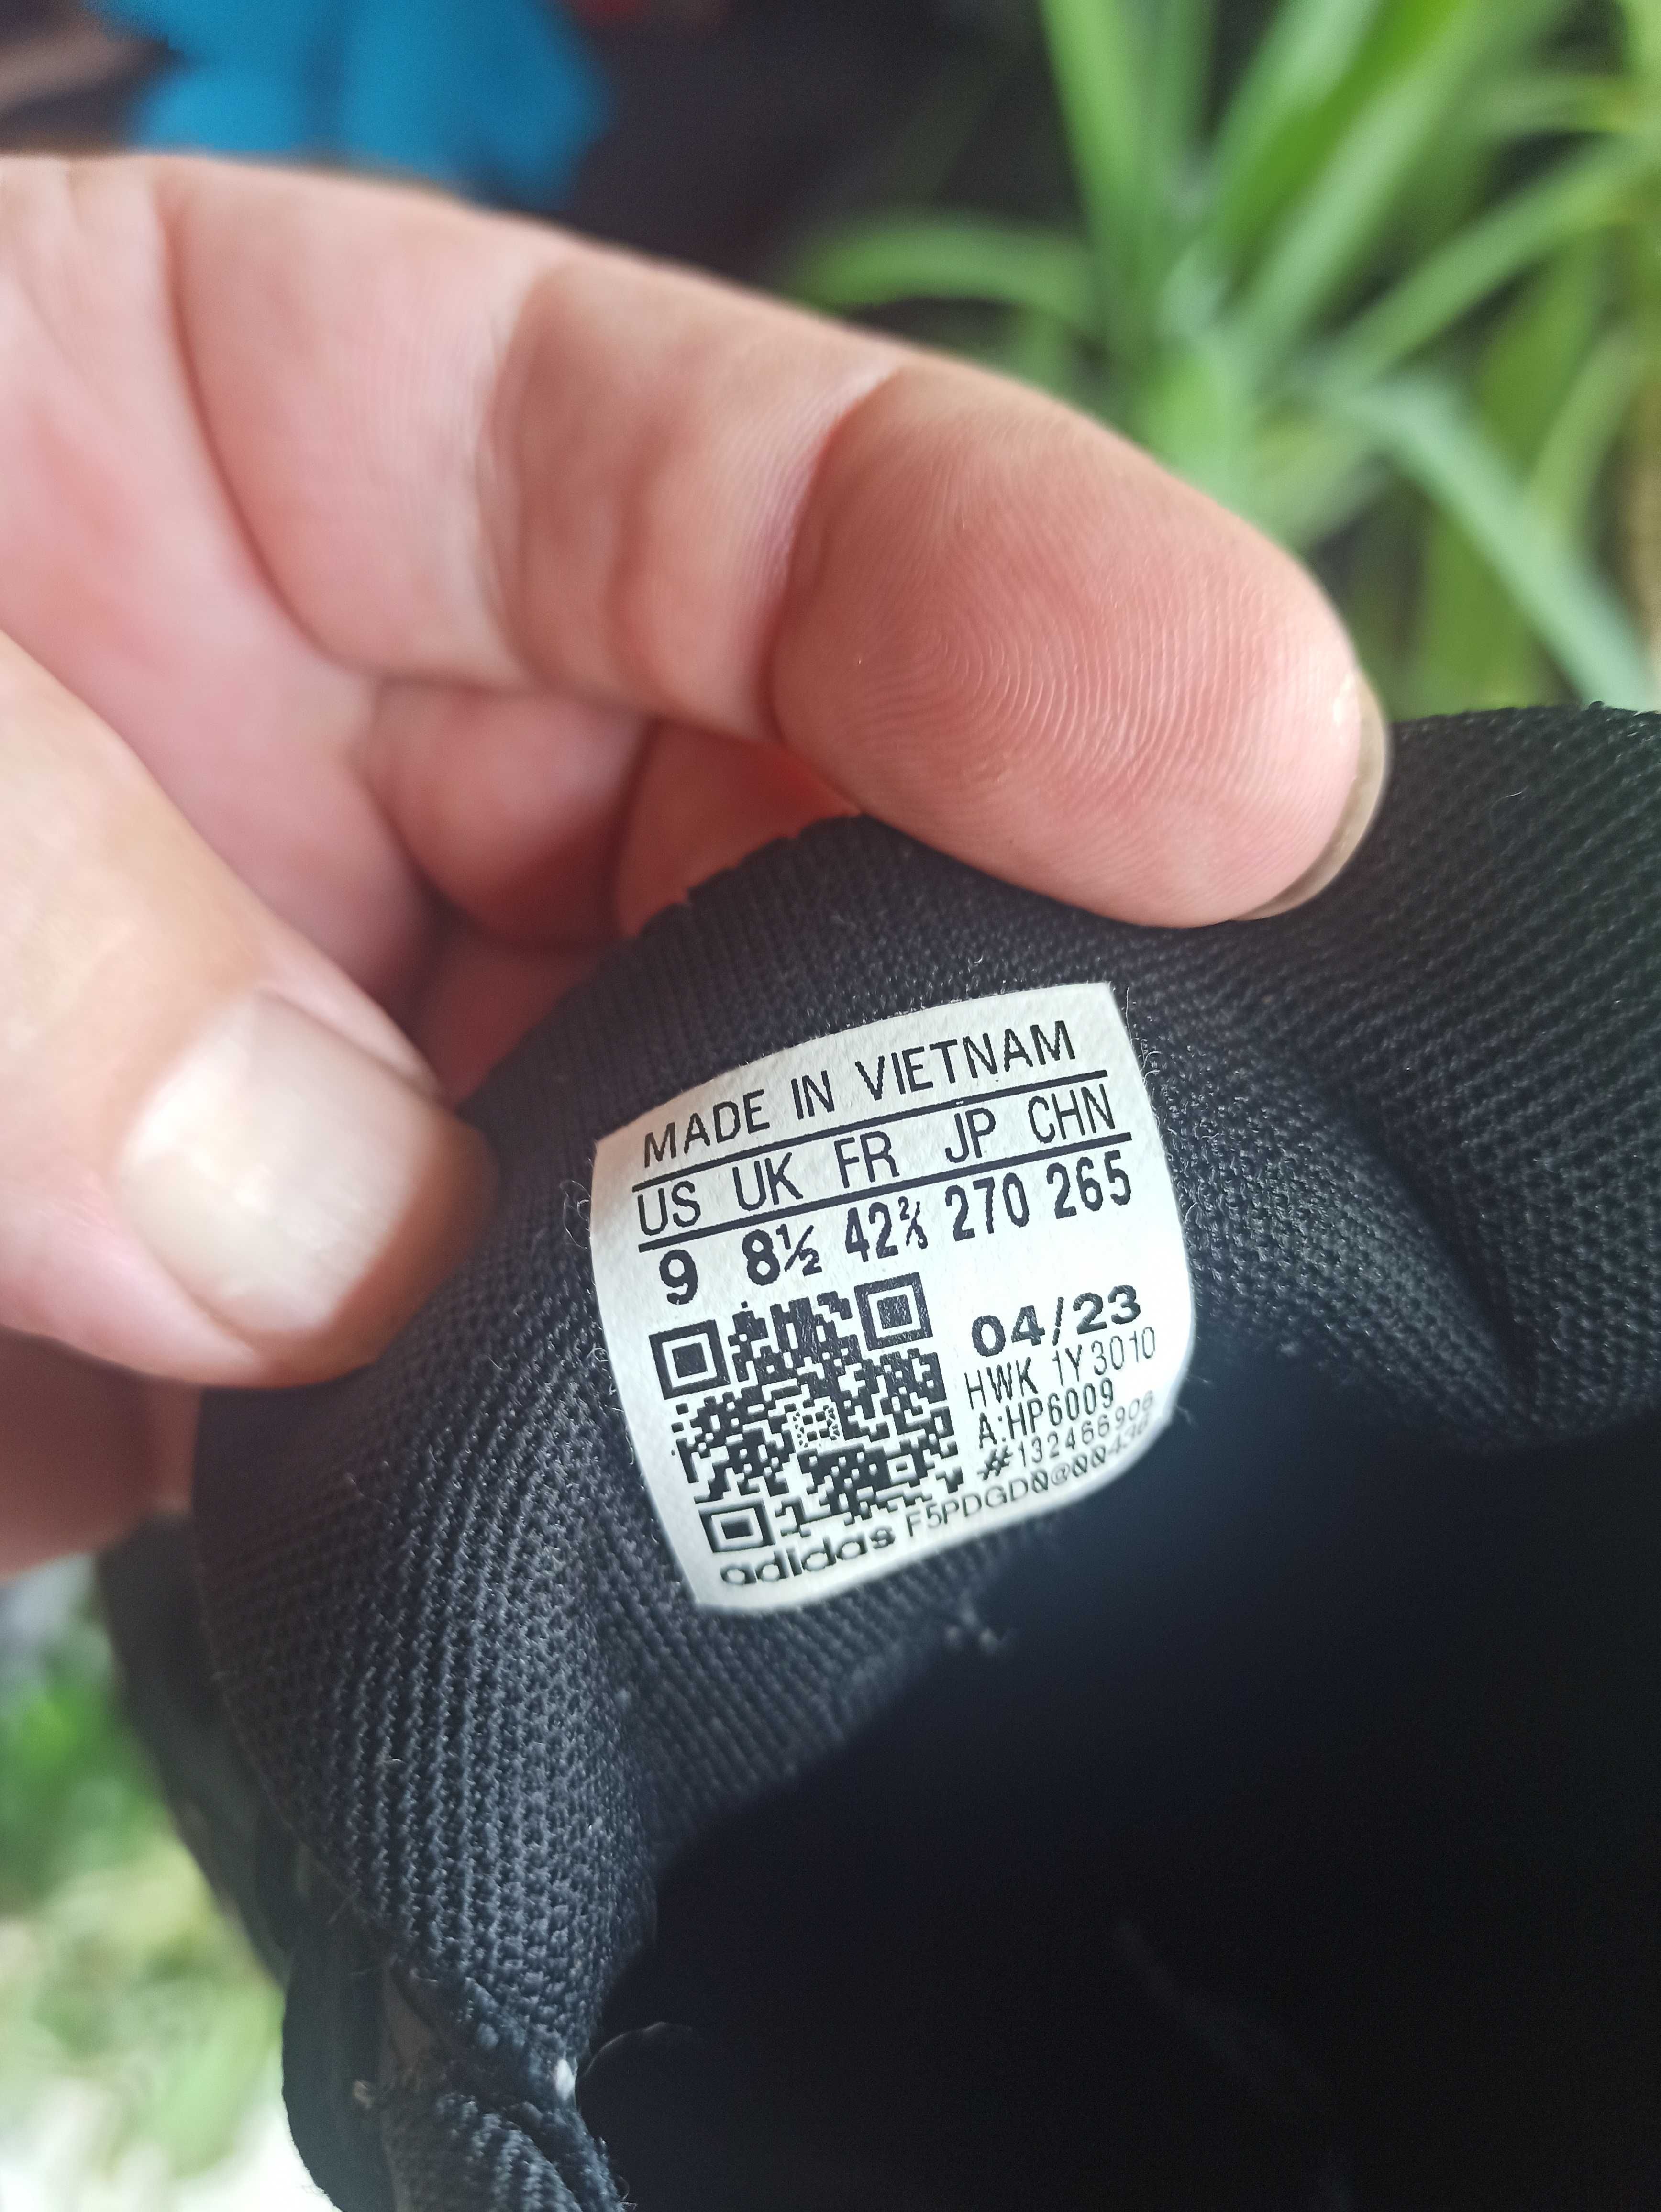 MADE IN VIETNAM
US UK FR JP CHN
9 8½ 42⅔ 270 265
04/23
HWK 1Y3010
A:HP6009
#132466906
adidas